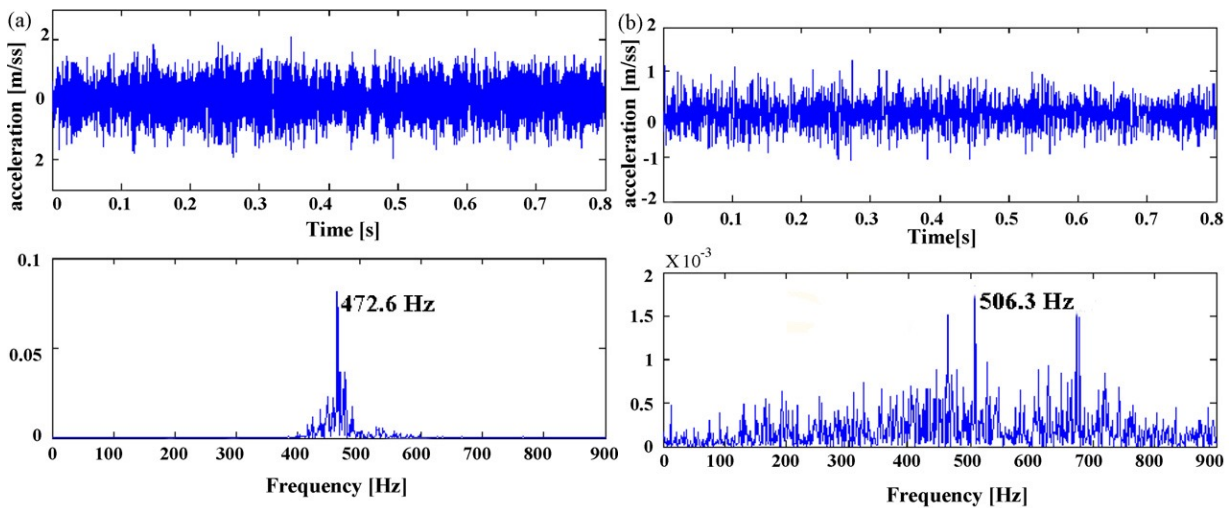 (a)
acceleration [m/ss]
2
0
2
0 0.1 0.2 0.3 0.4 0.5 0.6 0.7 0.8
Time [s]
0.1
0.05
0
472.6 Hz
0 100 200 300 400 500 600 700 800 900
Frequency [Hz]
(b)
acceleration [m/ss]
2
1
0
-1
-2
0 0.1 0.2 0.3 0.4 0.5 0.6 0.7 0.8
Time[s]
X10⁻³
2
1.5
1
0.5
0
506.3 Hz
0 100 200 300 400 500 600 700 800 900
Frequency [Hz]